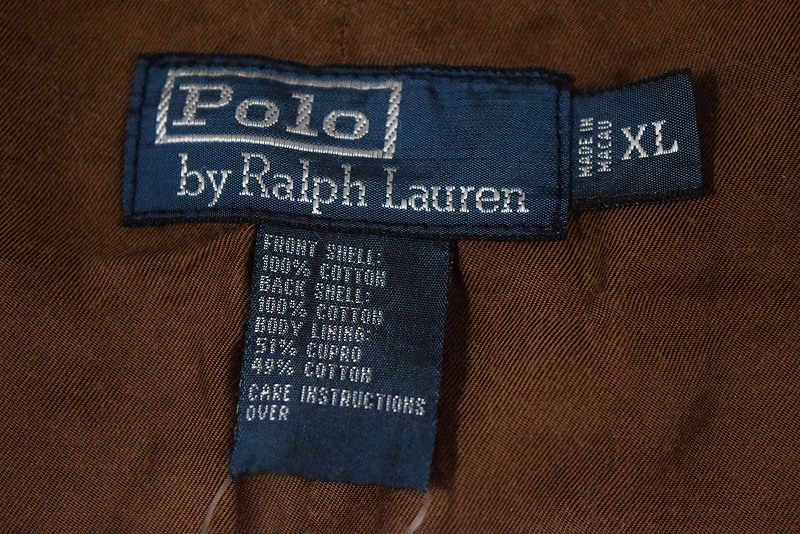 Polo
by Ralph Lauren
MADE IN
MACAU
XL
FRONT SHELL:
100% COTTON
BACK SHELL:
100% COTTON
BODY LINING:
51% CUPRO
49% COTTON
CARE INSTRUCTIONS
OVER